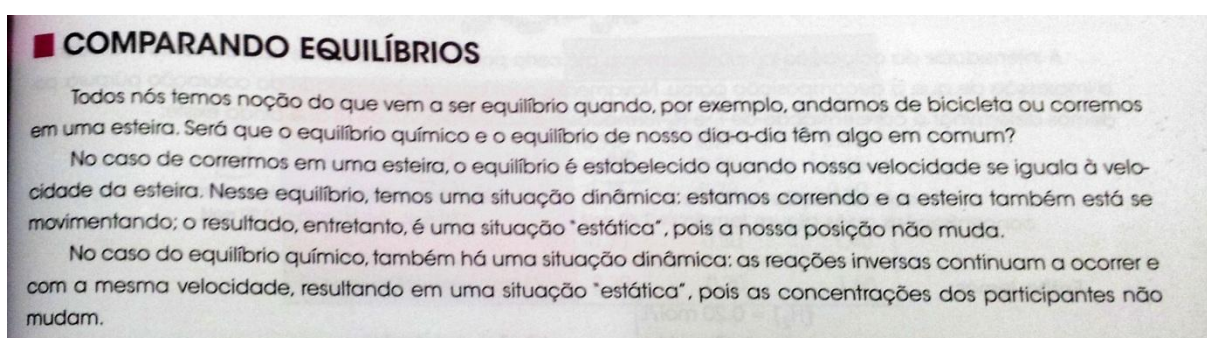 COMPARANDO EQUILÍBRIOS
Todos nós temos noção do que vem a ser equilíbrio quando, por exemplo, andamos de bicicleta ou corremos
em uma esteira. Será que o equilíbrio químico e o equilíbrio de nosso dia-a-dia têm algo em comum?
No caso de corrermos em uma esteira, o equilíbrio é estabelecido quando nossa velocidade se iguala à velo-
cidade da esteira. Nesse equilíbrio, temos uma situação dinâmica: estamos correndo e a esteira também está se
movimentando; o resultado, entretanto, é uma situação "estática", pois a nossa posição não muda.
No caso do equilíbrio químico, também há uma situação dinâmica: as reações inversas continuam a ocorrer e
com a mesma velocidade, resultando em uma situação "estática", pois as concentrações dos participantes não
mudam.